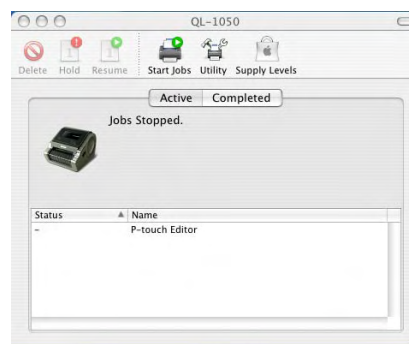 QL-1050
Delete Hold Resume Start Jobs Utility Supply Levels
Active Completed
Jobs Stopped.
Status Name
- P-touch Editor